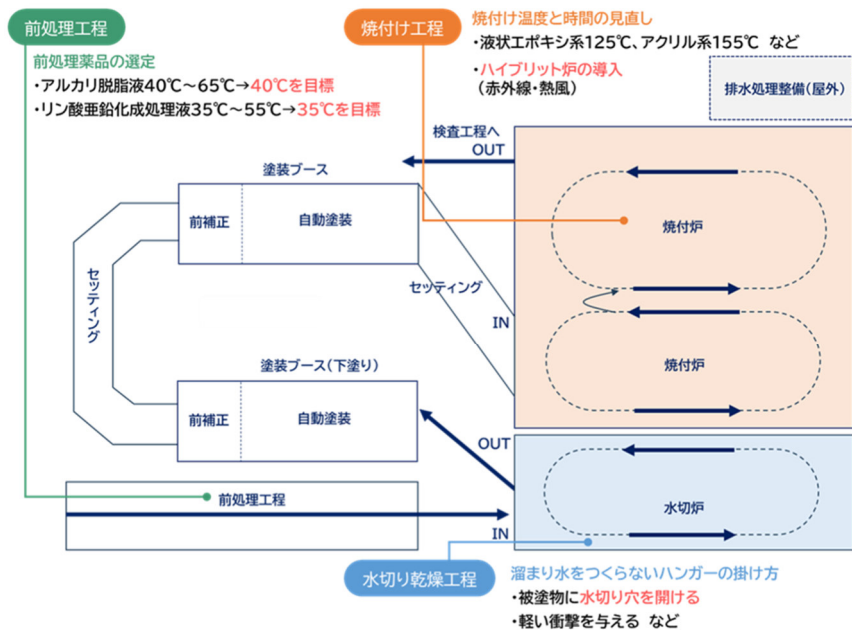 前処理工程
前処理薬品の選定
・アルカリ脱脂液40℃～65℃→40℃を目標
・リン酸亜鉛化成処理液35℃～55℃→35℃を目標
焼付け工程
焼付け温度と時間の見直し
・液状エポキシ系125℃、アクリル系155℃ など
・ハイブリット炉の導入
（赤外線・熱風）
排水処理整備（屋外）
検査工程へ
OUT
塗装ブース
前補正
自動塗装
焼付炉
セッティング
セッティング
IN
焼付炉
塗装ブース（下塗り）
前補正
自動塗装
OUT
前処理工程
水切炉
IN
水切り乾燥工程
溜まり水をつくらないハンガーの掛け方
・被塗物に水切り穴を開ける
・軽い衝撃を与える など